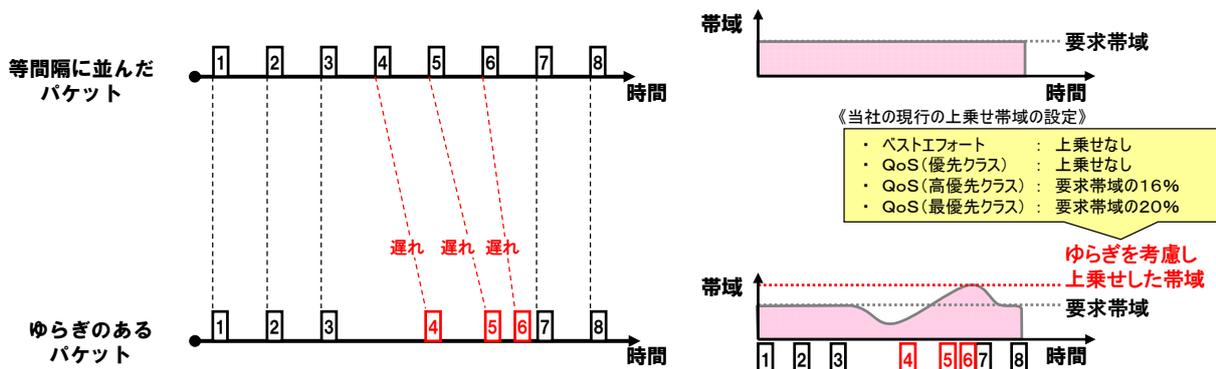 等間隔に並んだ
パケット
1 2 3 4 5 6 7 8
時間
遅れ 遅れ 遅れ
ゆらぎのある
パケット
1 2 3 4 5 6 7 8
時間
帯域
要求帯域
時間
《当社の現行の上乗せ帯域の設定》
・ ベストエフォート : 上乗せなし
・ QoS(優先クラス) : 上乗せなし
・ QoS(高優先クラス) : 要求帯域の16%
・ QoS(最優先クラス) : 要求帯域の20%
ゆらぎを考慮し
上乗せした帯域
帯域
要求帯域
1 2 3 4 5 6 7 8
時間